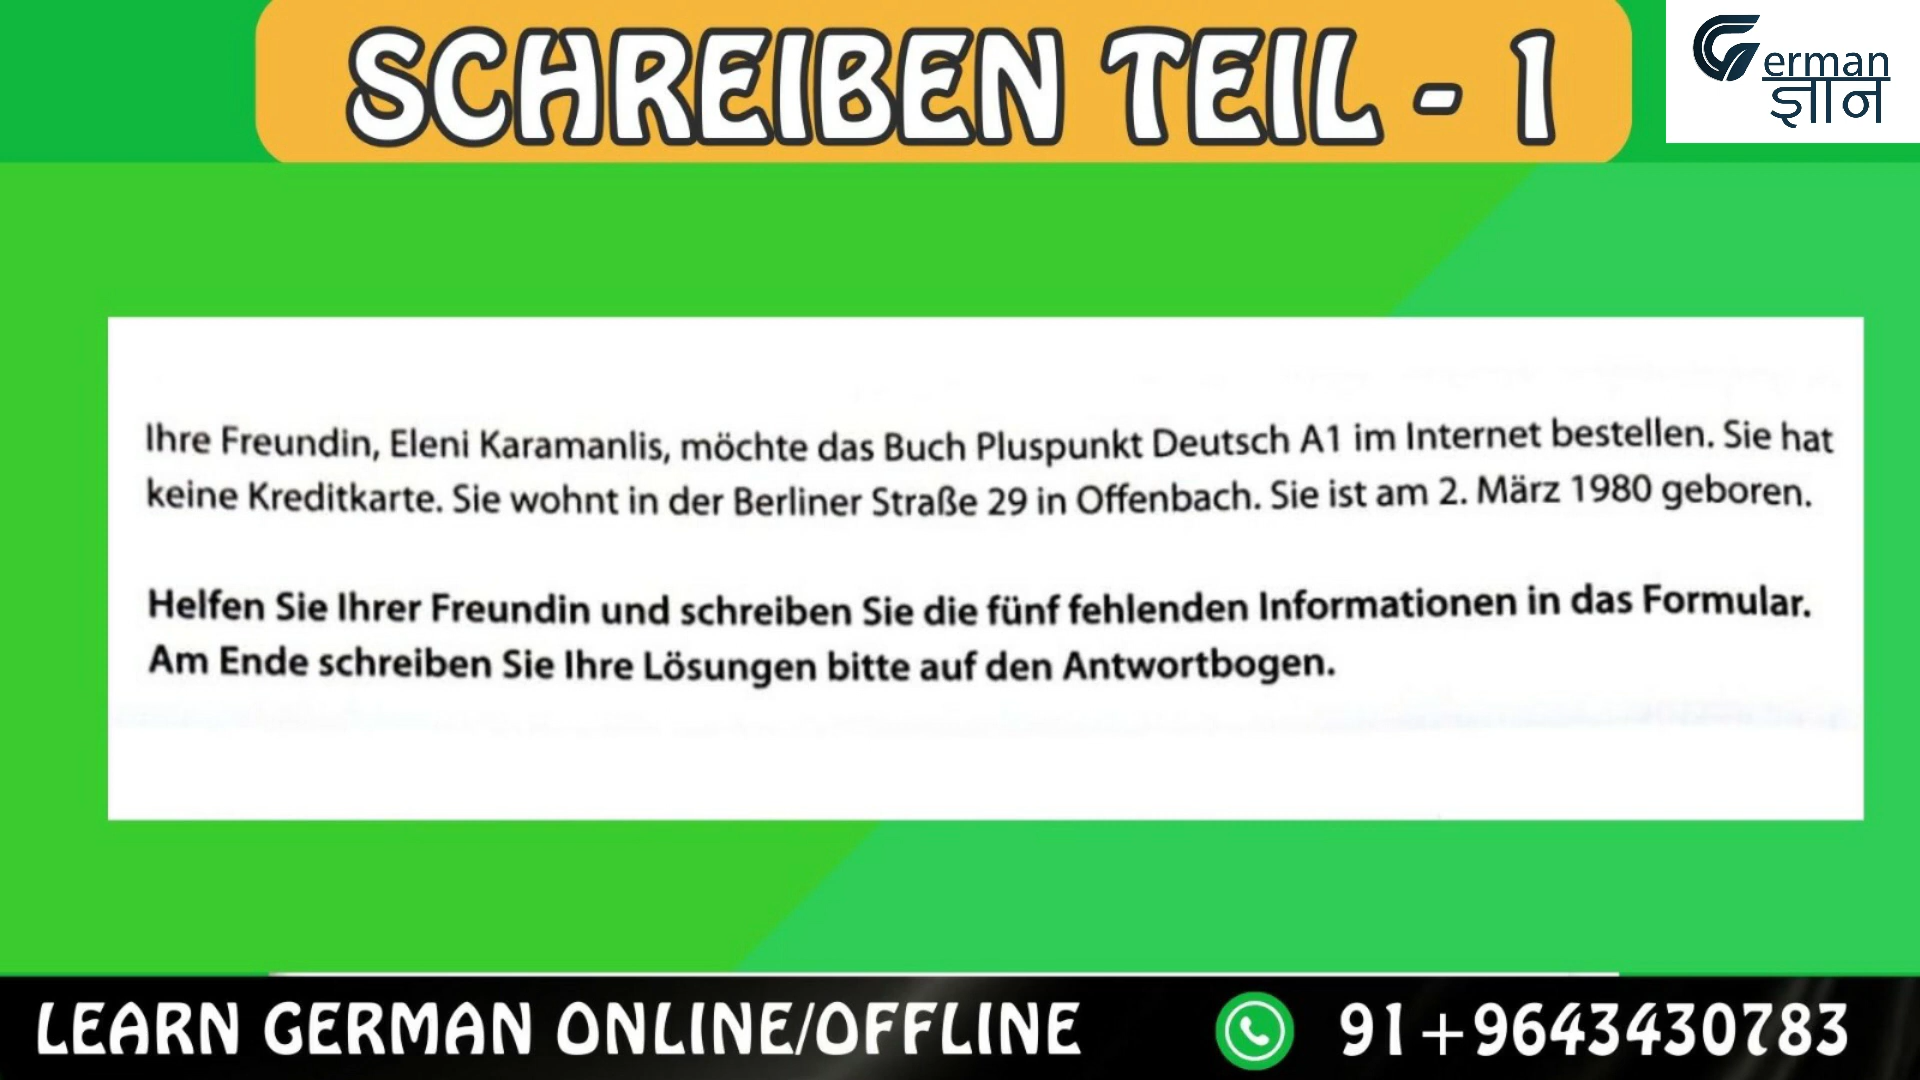 SCHREIBEN TEIL - 1
German
ज्ञान
Ihre Freundin, Eleni Karamanlis, möchte das Buch Pluspunkt Deutsch A1 im Internet bestellen. Sie hat
keine Kreditkarte. Sie wohnt in der Berliner Straße 29 in Offenbach. Sie ist am 2. März 1980 geboren.
Helfen Sie Ihrer Freundin und schreiben Sie die fünf fehlenden Informationen in das Formular.
Am Ende schreiben Sie Ihre Lösungen bitte auf den Antwortbogen.
LEARN GERMAN ONLINE/OFFLINE
91+9643430783